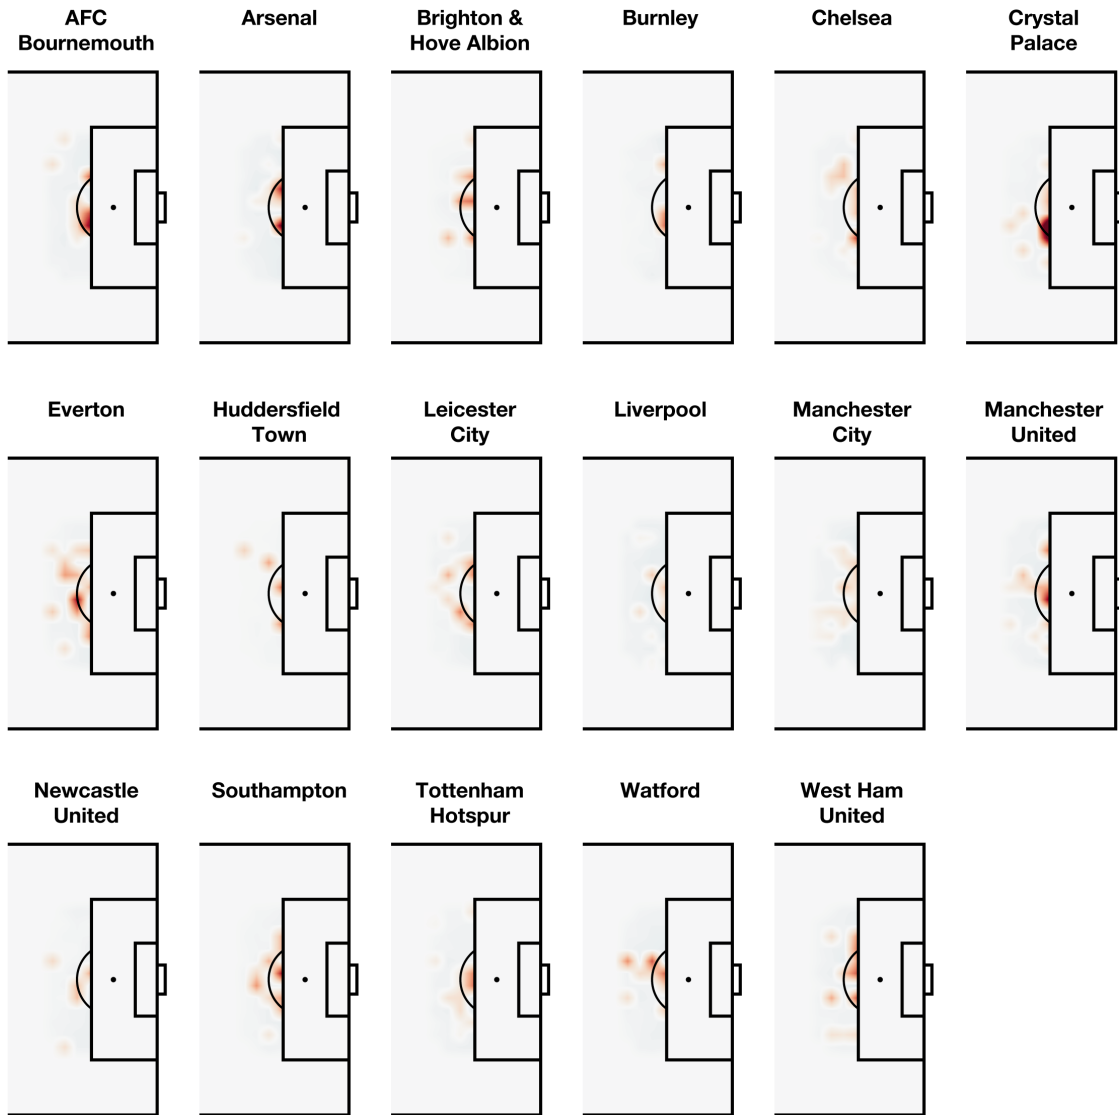 AFC
Bournemouth
Arsenal
Brighton &
Hove Albion
Burnley
Chelsea
Crystal
Palace
Everton
Huddersfield
Town
Leicester
City
Liverpool
Manchester
City
Manchester
United
Newcastle
United
Southampton
Tottenham
Hotspur
Watford
West Ham
United